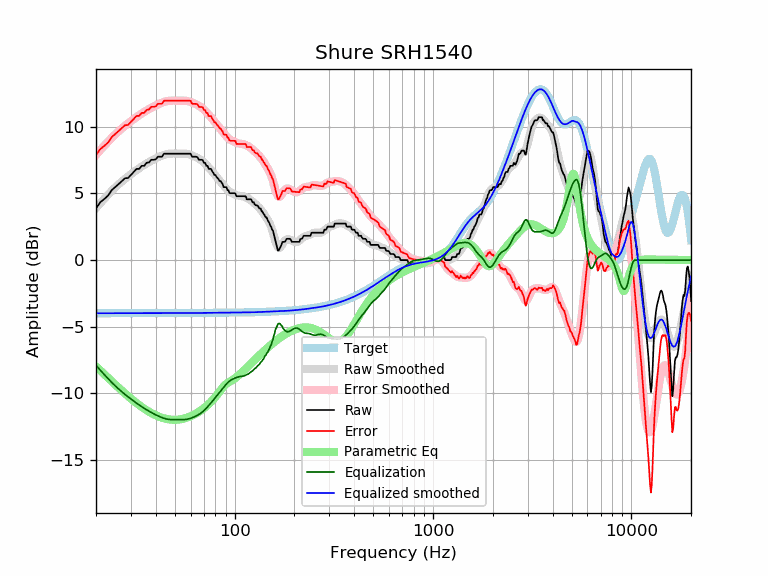 Shure SRH1540
Amplitude (dBr)
10
5
0
−5
−10
−15
Target
Raw Smoothed
Error Smoothed
Raw
Error
Parametric Eq
Equalization
Equalized smoothed
100
1000
10000
Frequency (Hz)